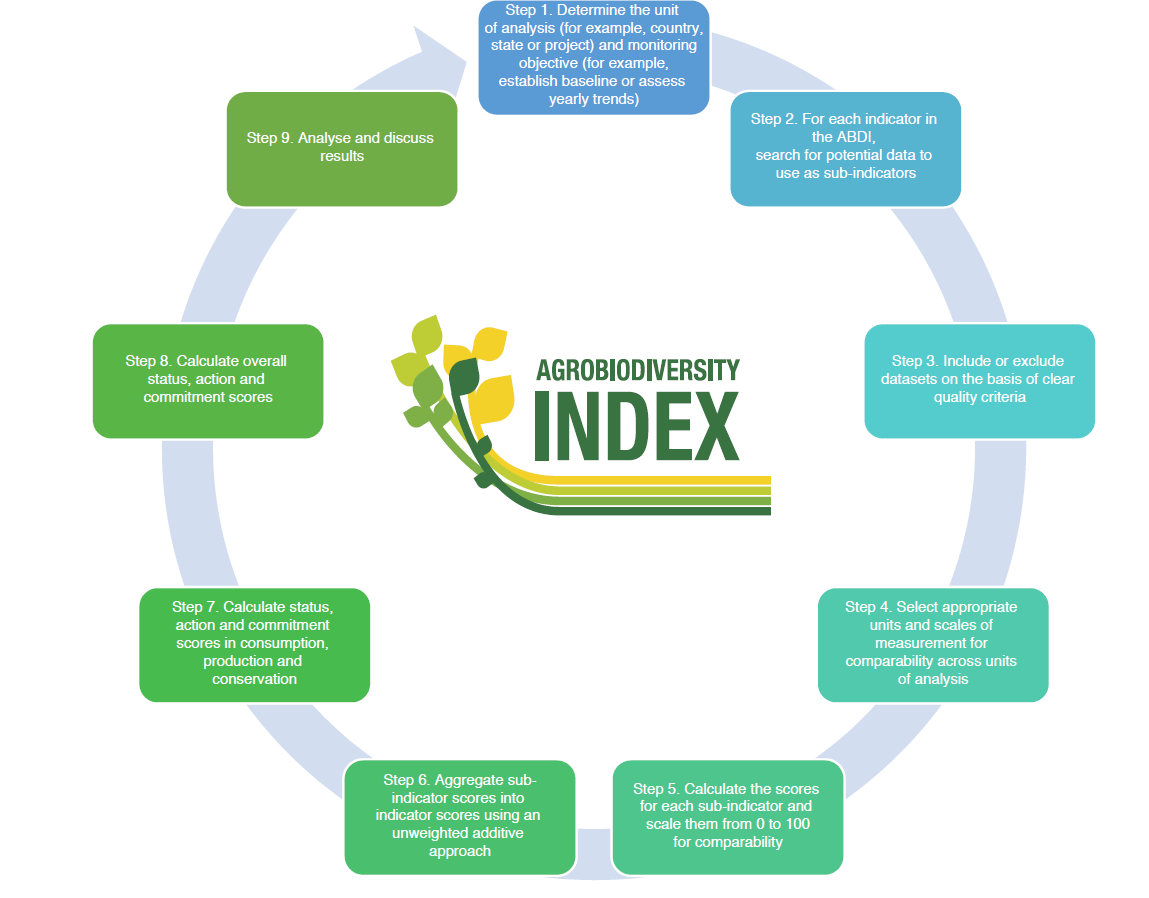 Step 1. Determine the unit
of analysis (for example, country,
state or project) and monitoring
objective (for example,
establish baseline or assess
yearly trends)
Step 2. For each indicator in
the ABDI,
search for potential data to
use as sub-indicators
Step 3. Include or exclude
datasets on the basis of clear
quality criteria
Step 4. Select appropriate
units and scales of
measurement for
comparability across units
of analysis
Step 5. Calculate the scores
for each sub-indicator and
scale them from 0 to 100
for comparability
Step 6. Aggregate sub-
indicator scores into
indicator scores using an
unweighted additive
approach
Step 7. Calculate status,
action and commitment
scores in consumption,
production and
conservation
Step 8. Calculate overall
status, action and
commitment scores
Step 9. Analyse and discuss
results
AGROBIODIVERSITY
INDEX